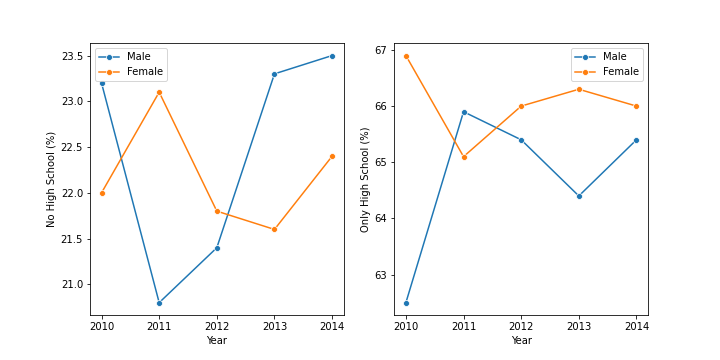 Male
Female
23.5
23.0
22.5
22.0
21.5
21.0
No High School (%)
2010 2011 2012 2013 2014
Year
Male
Female
67
66
65
64
63
Only High School (%)
2010 2011 2012 2013 2014
Year